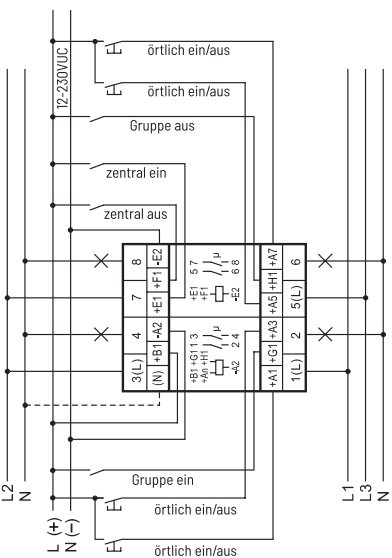 örtlich ein/aus
12-230VUC
örtlich ein/aus
Gruppe aus
zentral ein
zentral aus
8
-E2
+F1
7
+E1
4
-A2
+B1
3(L)
(N)
5 7
µ
6 8
+E1
+F1
-E2
+B1 +G1 1 3
+An +H1
µ
2 4
-A2
+A7
6
+H1
+A5
5(L)
+A3
2
+G1
+A1
1(L)
Gruppe ein
örtlich ein/aus
örtlich ein/aus
L2
N
L (+)
N (−)
L1
L3
N